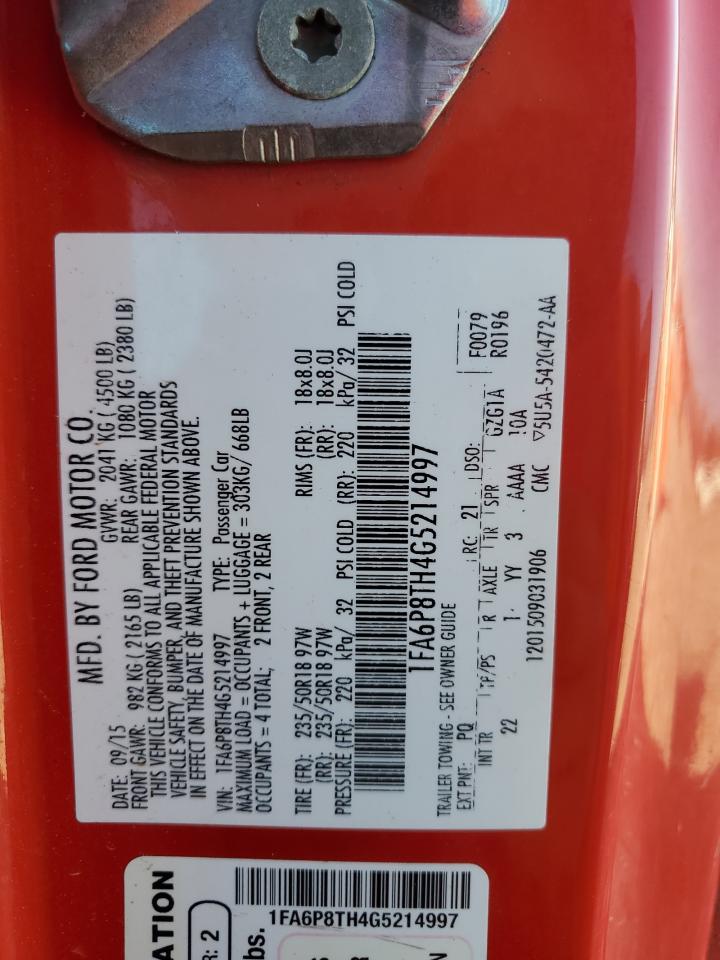 MFD. BY FORD MOTOR CO.
DATE: 09/15 GVWR: 2041 KG ( 4500 LB)
FRONT GAWR: 982 KG ( 2165 LB) REAR GAWR: 1080 KG ( 2380 LB)
THIS VEHICLE CONFORMS TO ALL APPLICABLE FEDERAL MOTOR
VEHICLE SAFETY, BUMPER, AND THEFT PREVENTION STANDARDS
IN EFFECT ON THE DATE OF MANUFACTURE SHOWN ABOVE.
VIN: 1FA6P8TH4G5214997 TYPE: Passenger Car
MAXIMUM LOAD = OCCUPANTS + LUGGAGE = 303KG/ 668LB
OCCUPANTS = 4 TOTAL; 2 FRONT, 2 REAR
TIRE (FR): 235/50R18 97W RIMS (FR): 18x8.0J
(RR): 235/50R18 97W (RR): 18x8.0J
PRESSURE (FR): 220 kPa/ 32 PSI COLD (RR): 220 kPa/ 32 PSI COLD
1FA6P8TH4G5214997
TRAILER TOWING - SEE OWNER GUIDE
EXT PNT: PQ RC: 21 DSO: F0079
INT TR TP/PS R AXLE TR SPR GZG1A R0196
22 1 YY 3 AAAA 10A
1201509031906 CMC ▽5U5A-5420472-AA
ATION
R: 2
bs.
1FA6P8TH4G5214997